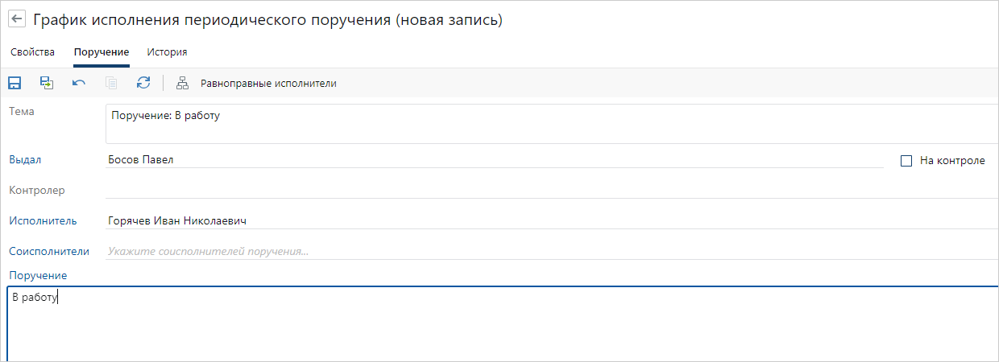 График исполнения периодического поручения (новая запись)
Свойства Поручение История
Равноправные исполнители
Тема Поручение: В работу
Выдал Босов Павел На контроле
Контролер
Исполнитель Горячев Иван Николаевич
Соисполнители Укажите соисполнителей поручения...
Поручение
В работу